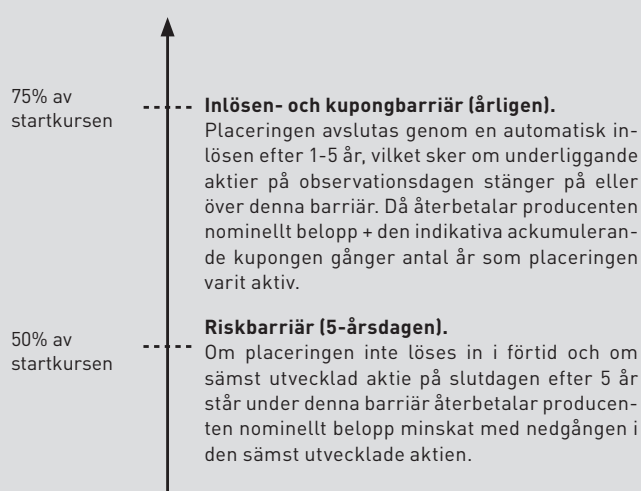 75% av
startkursen
Inlösen- och kupongbarriär (årligen).
Placeringen avslutas genom en automatisk in-
lösen efter 1-5 år, vilket sker om underliggande
aktier på observationsdagen stänger på eller
över denna barriär. Då återbetalar producenten
nominellt belopp + den indikativa ackumuleran-
de kupongen gånger antal år som placeringen
varit aktiv.
50% av
startkursen
Riskbarriär (5-årsdagen).
Om placeringen inte löses in i förtid och om
sämst utvecklad aktie på slutdagen efter 5 år
står under denna barriär återbetalar producen-
ten nominellt belopp minskat med nedgången i
den sämst utvecklade aktien.